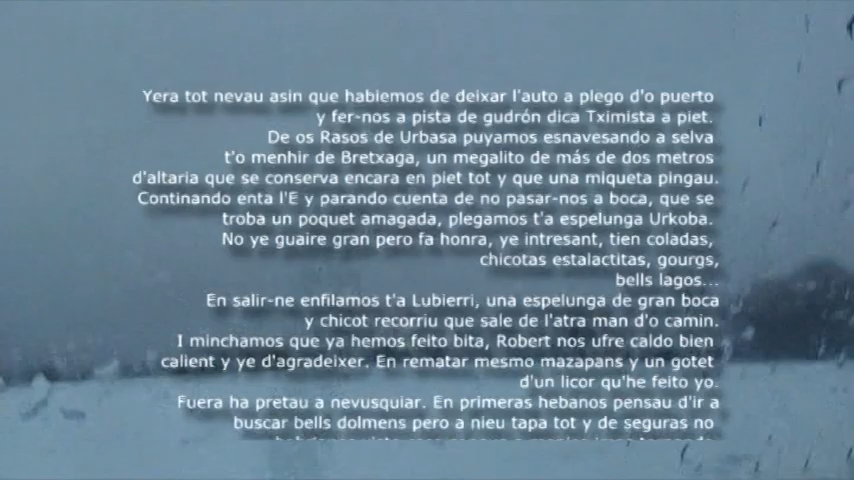 Yera tot nevau asin que habiemos de deixar l'auto a plego d'o puerto
y fer-nos a pista de gudrón dica Tximista a piet.
De os Rasos de Urbasa puyamos esnavesando a selva
t'o menhir de Bretxaga, un megalito de más de dos metros
d'altaria que se conserva encara en piet tot y que una miqueta pingau.
Continando enta l'E y parando cuenta de no pasar-nos a boca, que se
troba un poquet amagada, plegamos t'a espelunga Urkoba.
No ye guaire gran pero fa honra, ye intresant, tien coladas,
chicotas estalactitas, gourgs,
bells lagos...
En salir-ne enfilamos t'a Lubierri, una espelunga de gran boca
y chicot recorriu que sale de l'atra man d'o camin.
I minchamos que ya hemos feito bita, Robert nos ufre caldo bien
calient y ye d'agradeixer. En rematar mesmo mazapans y un gotet
d'un licor qu'he feito yo.
Fuera ha pretau a nevusquiar. En primeras hebanos pensau d'ir a
buscar bells dolmens pero a nieu tapa tot y de seguras no